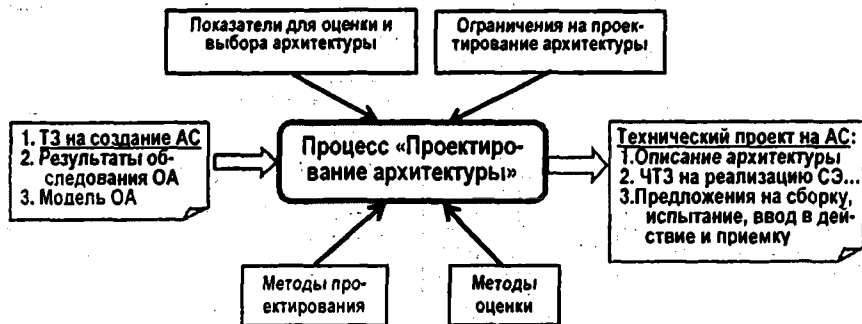 Показатели для оценки и
выбора архитектуры
Ограничения на проек-
тирование архитектуры
1. ТЗ на создание АС
2. Результаты об-
следования ОА
3. Модель ОА
Процесс «Проектиро-
вание архитектуры»
Технический проект на АС:
1.Описание архитектуры
2. ЧТЗ на реализацию СЭ...
3.Предложения на сборку,
испытание, ввод в дей-
ствие и приемку
Методы про-
ектирования
Методы
оценки